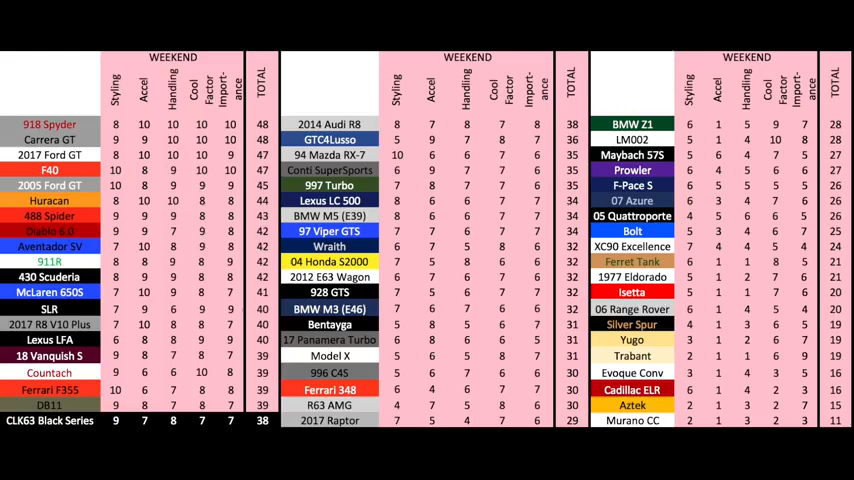 WEEKEND WEEKEND WEEKEND
Styling Accel Handling Cool Factor Import-ance TOTAL Styling Accel Handling Cool Factor Import-ance TOTAL Styling Accel Handling Cool Factor Import-ance TOTAL
918 Spyder 8 10 10 10 10 48 2014 Audi R8 8 7 8 7 8 38 BMW Z1 6 1 5 9 7 28
Carrera GT 8 10 10 10 10 48 GTC4Lusso 5 9 7 8 7 36 LM002 5 1 4 10 8 28
2017 Ford GT 8 10 10 10 9 47 94 Mazda RX-7 10 6 8 7 4 35 Maybach 57S 5 6 4 7 5 27
F40 10 8 9 10 10 47 Conti SuperSports 6 9 7 7 6 35 Prowler 7 4 5 6 5 27
2005 Ford GT 10 8 9 9 9 45 997 Turbo 7 8 7 7 6 35 F-Pace S 6 5 5 5 5 26
Huracan 8 10 10 8 8 44 Lexus LC 500 8 6 6 7 7 34 07 Azure 6 3 4 7 6 26
488 Spider 9 9 9 8 8 43 BMW M5 (E39) 8 6 6 7 7 34 05 Quattroporte 4 5 6 6 5 26
Diablo 6.0 9 9 7 9 8 42 97 Viper GTS 7 7 6 7 7 34 Bolt 5 4 3 6 7 25
Aventador SV 7 10 8 9 8 42 Wraith 6 7 5 8 6 32 XC90 Excellence 7 4 4 5 4 24
911R 8 8 9 9 8 42 04 Honda S2000 7 5 8 6 6 32 Ferret Tank 6 1 1 8 5 21
430 Scuderia 8 9 9 8 8 42 2012 E63 Wagon 6 7 6 7 6 32 1977 Eldorado 5 1 2 7 6 21
McLaren 650S 7 10 9 8 7 41 928 GTS 7 5 6 7 7 32 Isetta 5 1 1 7 6 20
SLR 7 9 6 9 9 40 BMW M3 (E46) 7 6 7 6 6 32 06 Range Rover 6 1 4 5 4 20
2017 R8 V10 Plus 7 10 8 8 7 40 Bentayga 5 8 5 6 7 31 Silver Spur 4 1 3 6 5 19
Lexus LFA 6 8 8 9 9 40 17 Panamera Turbo 6 8 6 6 5 31 Yugo 3 1 2 6 7 19
18 Vanquish S 9 8 7 8 7 39 Model X 5 6 5 8 7 31 Trabant 2 1 1 6 9 19
Countach 9 6 6 10 8 39 996 C4S 5 6 7 6 6 30 Evoque Conv 3 1 4 3 5 16
Ferrari F355 10 6 7 8 8 39 Ferrari 348 6 4 6 7 7 30 Cadillac ELR 6 1 4 2 3 16
DB11 9 8 7 8 7 39 R63 AMG 4 7 5 8 6 30 Aztek 2 1 3 2 7 15
CLK63 Black Series 9 7 8 7 7 38 2017 Raptor 7 5 4 7 6 29 Murano CC 2 1 3 2 3 11